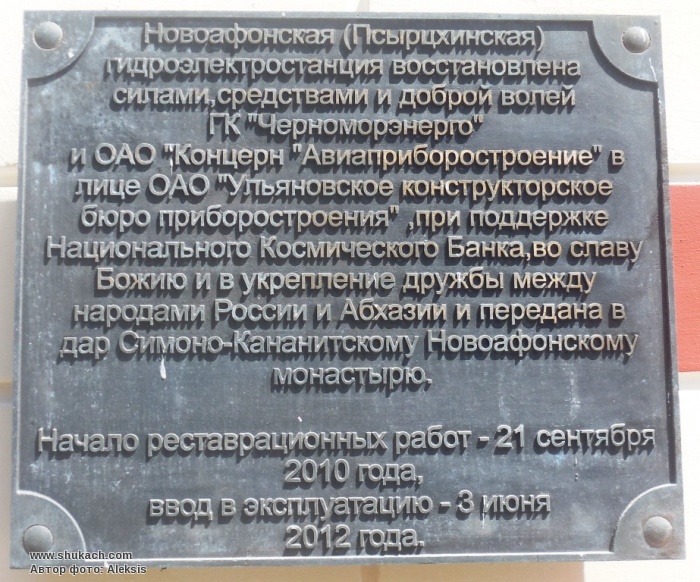 Новоафонская (Псырцхинская)
гидроэлектростанция восстановлена
силами,средствами и доброй волей
ГК "Черноморэнерго"
и ОАО "Концерн "Авиаприборостроение" в
лице ОАО "Ульяновское конструкторское
бюро приборостроения" ,при поддержке
Национального Космического Банка,во славу
Божию и в укрепление дружбы между
народами России и Абхазии и передана в
дар Симоно-Кананитскому Новоафонскому
монастырю.
Начало реставрационных работ - 21 сентября
2010 года,
ввод в эксплуатацию - 3 июня
2012 года.
www.shukach.com
Автор фото: Aleksis